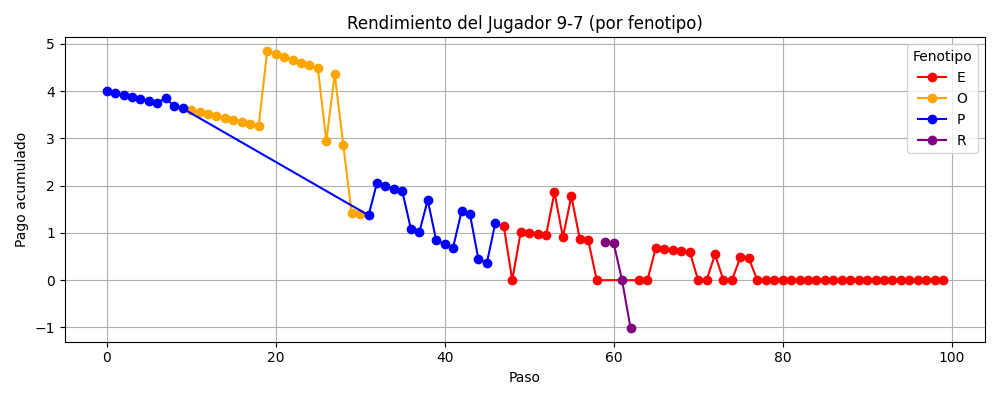 Rendimiento del Jugador 9-7 (por fenotipo)
Pago acumulado
5
4
3
2
1
0
−1
Fenotipo
E
O
P
R
0 20 40 60 80 100
Paso